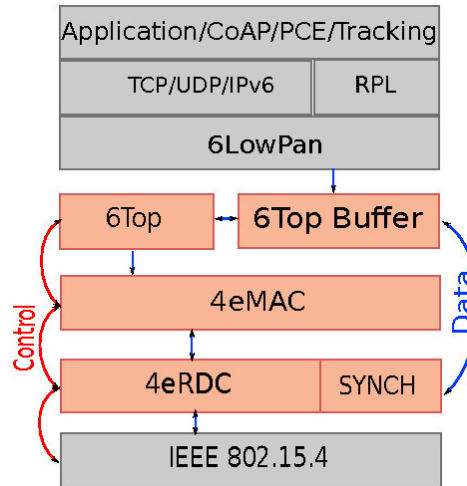 Application/CoAP/PCE/Tracking
TCP/UDP/IPv6
RPL
6LowPan
6Top
6Top Buffer
4eMAC
4eRDC
SYNCH
IEEE 802.15.4
Control
Data